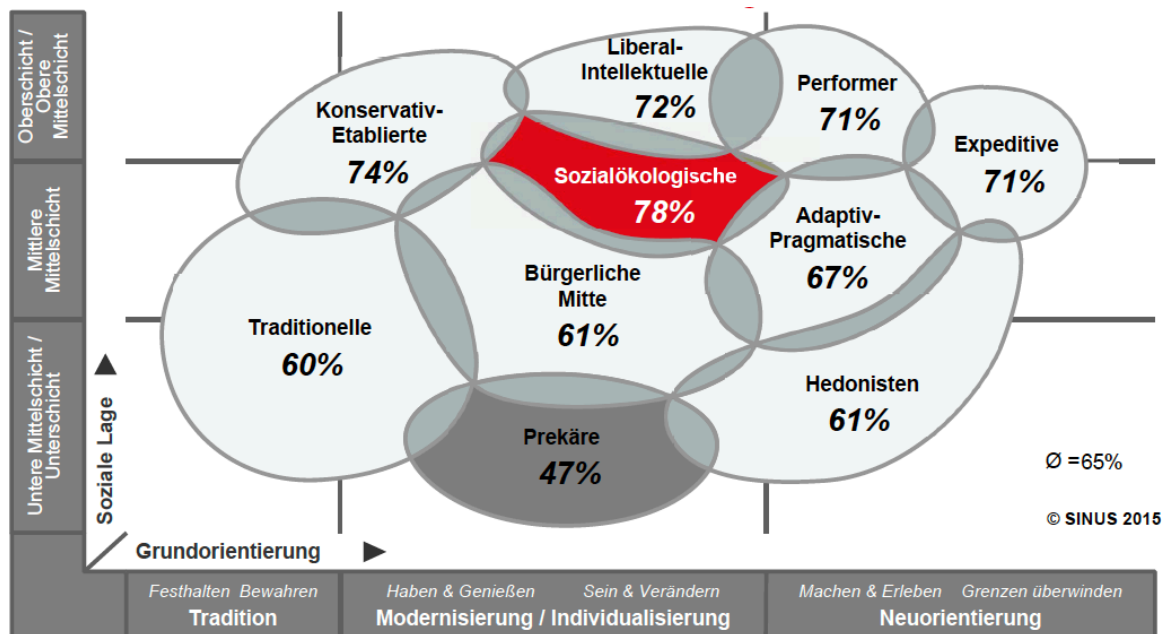 Oberschicht /
Obere
Mittelschicht
Mittlere
Mittelschicht
Untere Mittelschicht /
Unterschicht
Soziale Lage
Konservativ-
Etablierte
74%
Liberal-
Intellektuelle
72%
Performer
71%
Expeditive
71%
Sozialökologische
78%
Adaptiv-
Pragmatische
67%
Bürgerliche
Mitte
61%
Traditionelle
60%
Hedonisten
61%
Prekäre
47%
Ø =65%
© SINUS 2015
Grundorientierung
Festhalten Bewahren
Tradition
Haben & Genießen Sein & Verändern
Modernisierung / Individualisierung
Machen & Erleben Grenzen überwinden
Neuorientierung